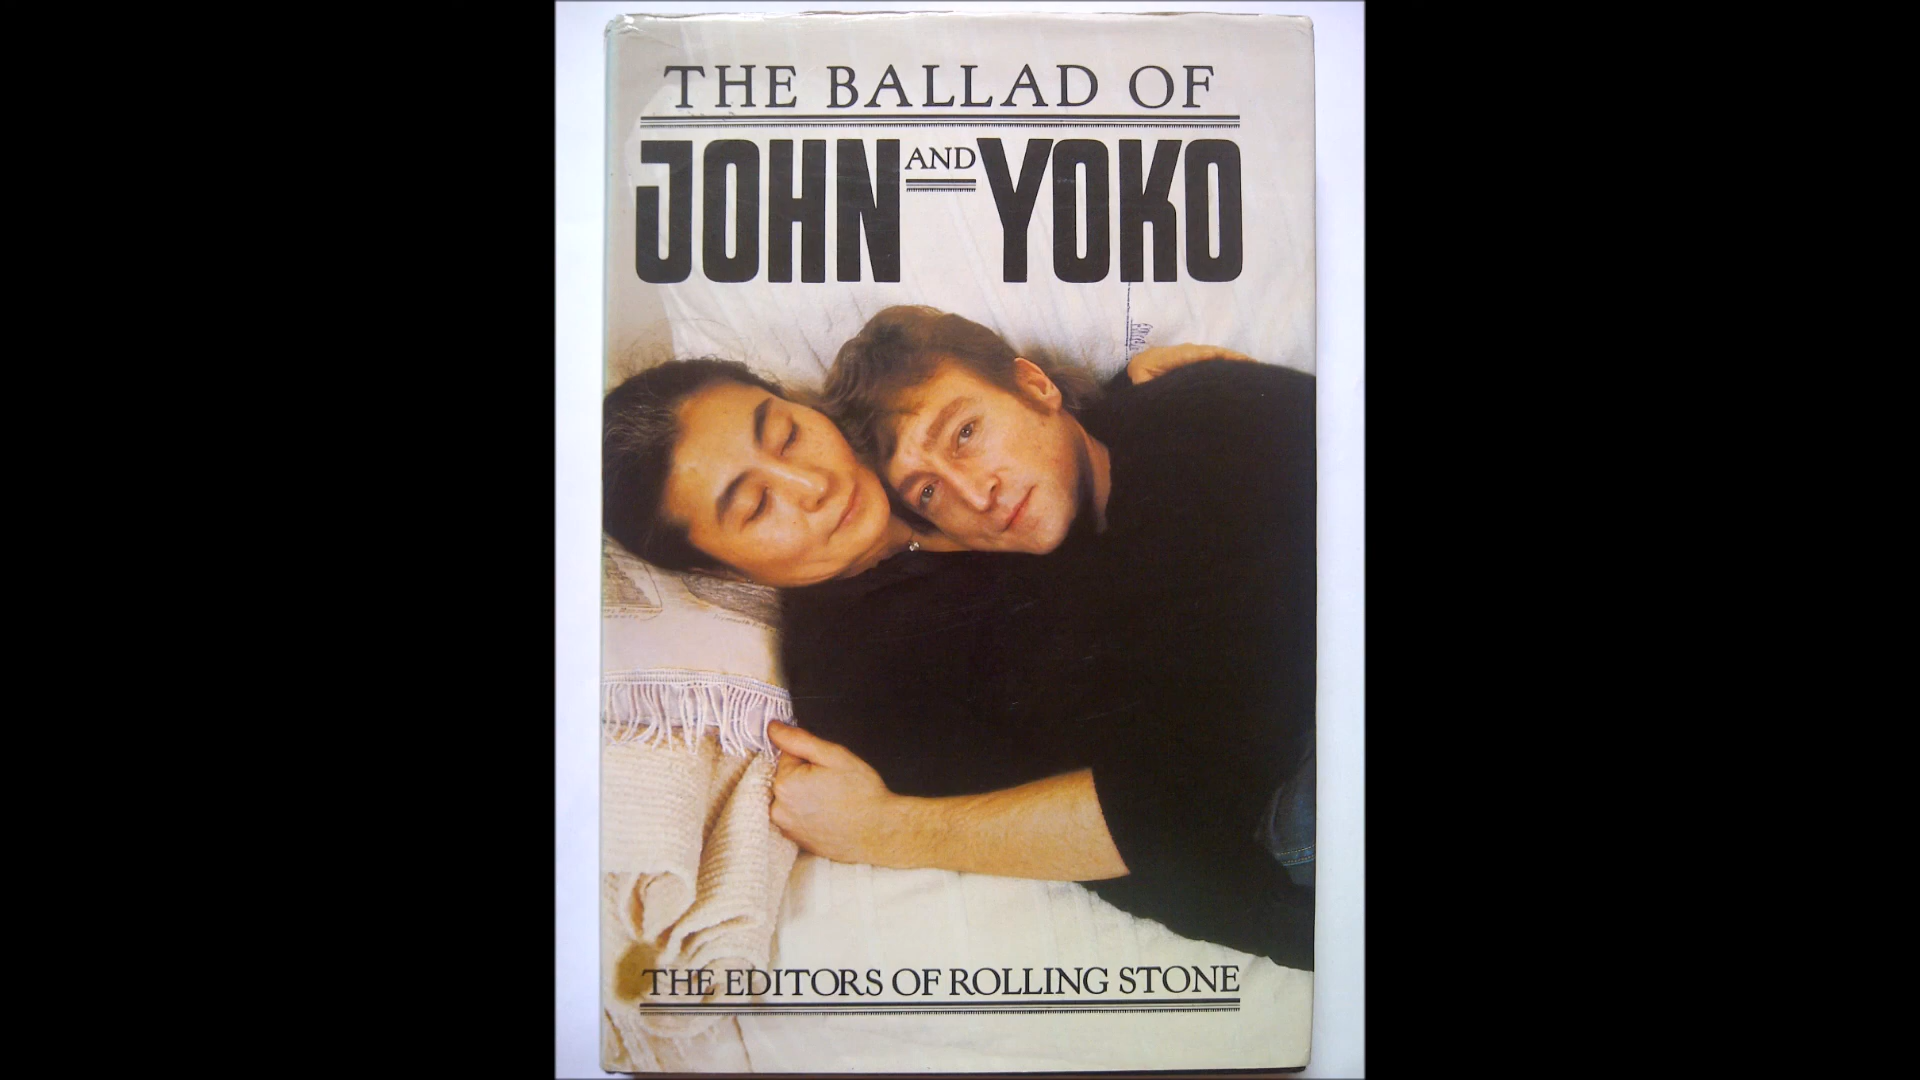 THE BALLAD OF
JOHN AND YOKO
THE EDITORS OF ROLLING STONE